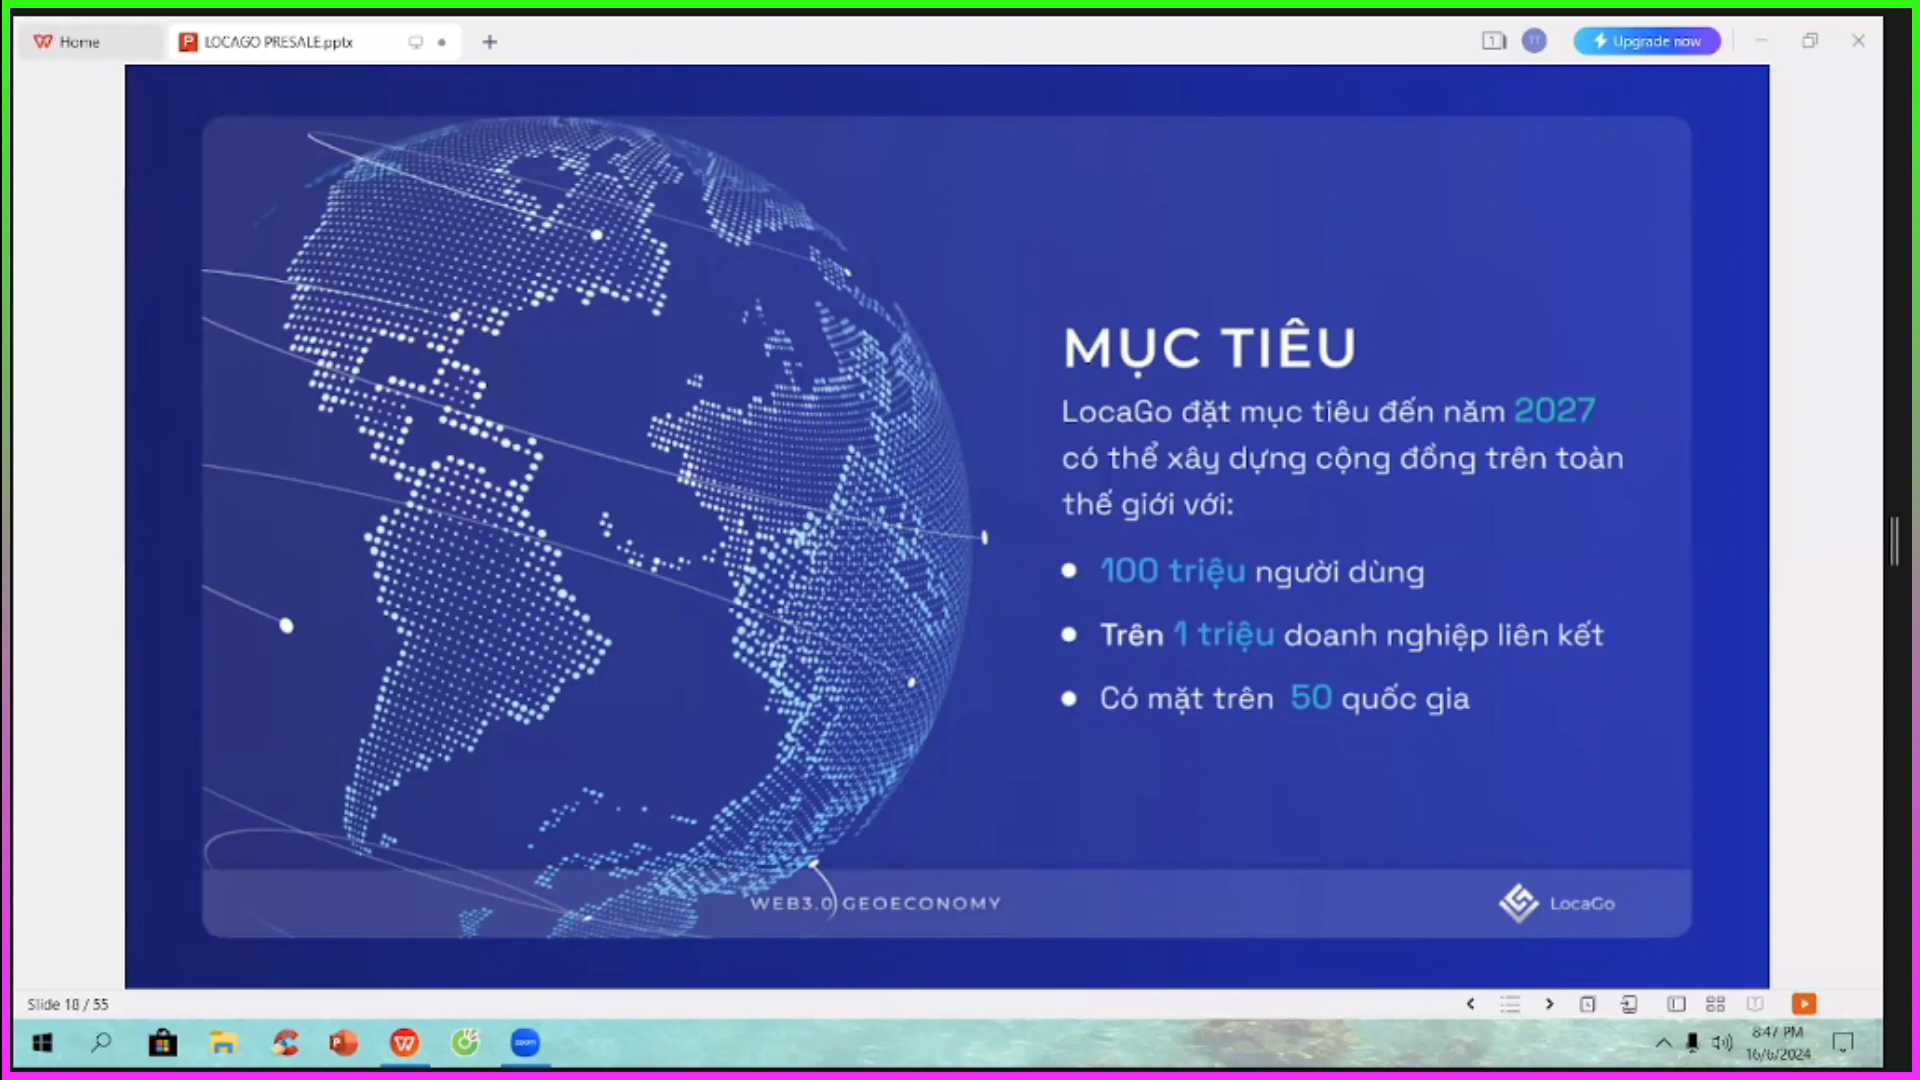 Home
LOCAGO PRESALE.pptx
Upgrade now
MỤC TIÊU
LocaGo đặt mục tiêu đến năm 2027
có thể xây dựng cộng đồng trên toàn
thế giới với:
100 triệu người dùng
Trên 1 triệu doanh nghiệp liên kết
Có mặt trên 50 quốc gia
WEB3.0 GEOECONOMY
LocaGo
Slide 18 / 55
zoom
8:47 PM
16/6/2024